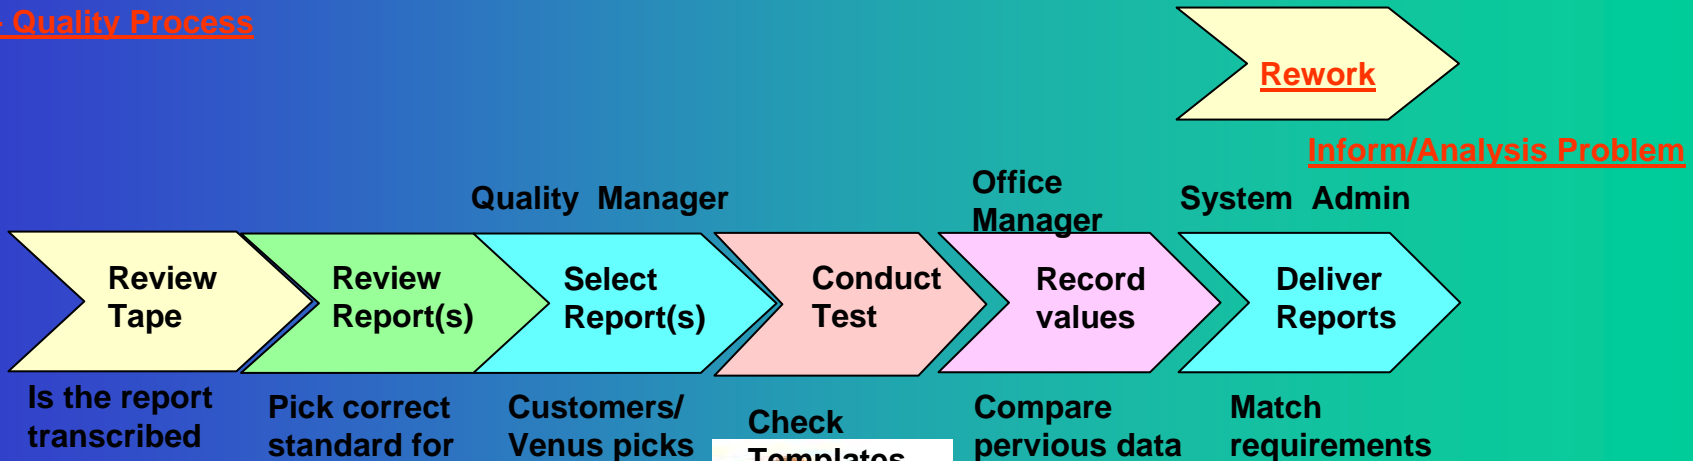 - Quality Process
Rework
Inform/Analysis Problem
Quality Manager
Office
Manager
System Admin
Review
Tape
Review
Report(s)
Select
Report(s)
Conduct
Test
Record
values
Deliver
Reports
Is the report
transcribed
Pick correct
standard for
Customers/
Venus picks
Check
Templates
Compare
pervious data
Match
requirements